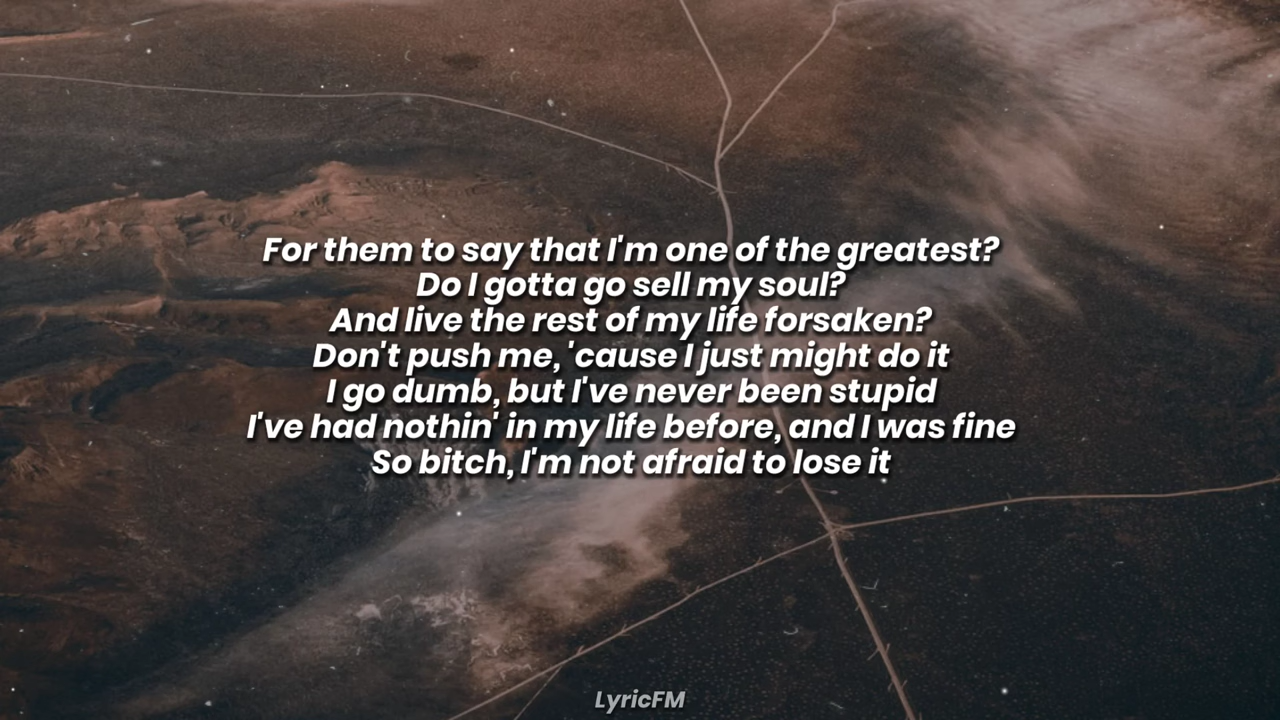 For them to say that I'm one of the greatest?
Do I gotta go sell my soul?
And live the rest of my life forsaken?
Don't push me, 'cause I just might do it
I go dumb, but I've never been stupid
I've had nothin' in my life before, and I was fine
So bitch, I'm not afraid to lose it
LyricFM